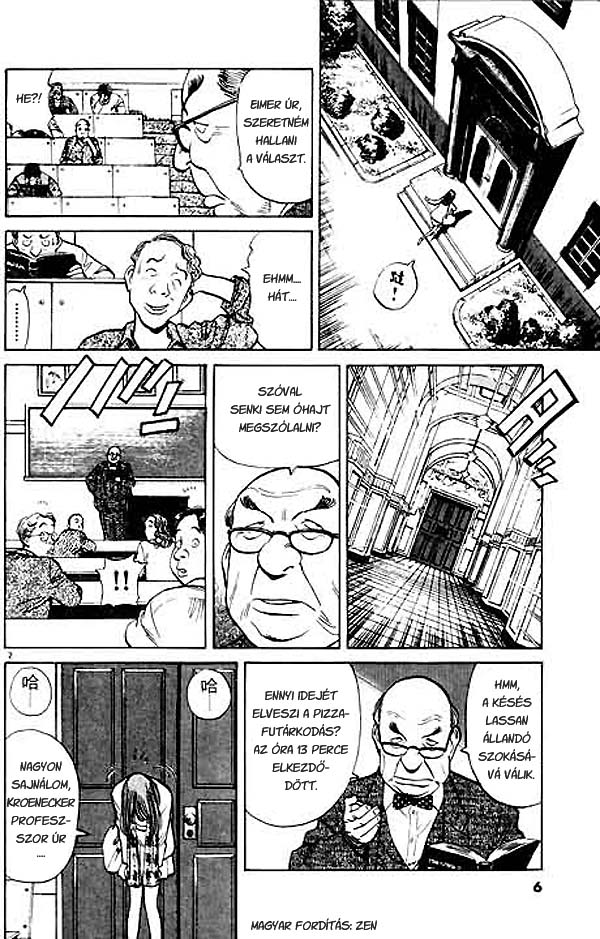 EIMER ÚR,
SZERETNÉM
HALLANI
A VÁLASZT.
HE?!
EHMM....
HÁT....
SZÓVAL
SENKI SEM ÓHAJT
MEGSZÓLALNI?
!!
HMM,
A KÉSÉS
LASSAN
ÁLLANDÓ
SZOKÁSÁ-
VÁ VÁLIK.
ENNYI IDEJÉT
ELVESZI A PIZZA-
FUTÁRKODÁS?
AZ ÓRA 13 PERCE
ELKEZDŐ-
DÖTT.
哈
哈
NAGYON
SAJNÁLOM,
KROENECKER
PROFESZ-
SZOR ÚR
....
6
MAGYAR FORDÍTÁS: ZEN